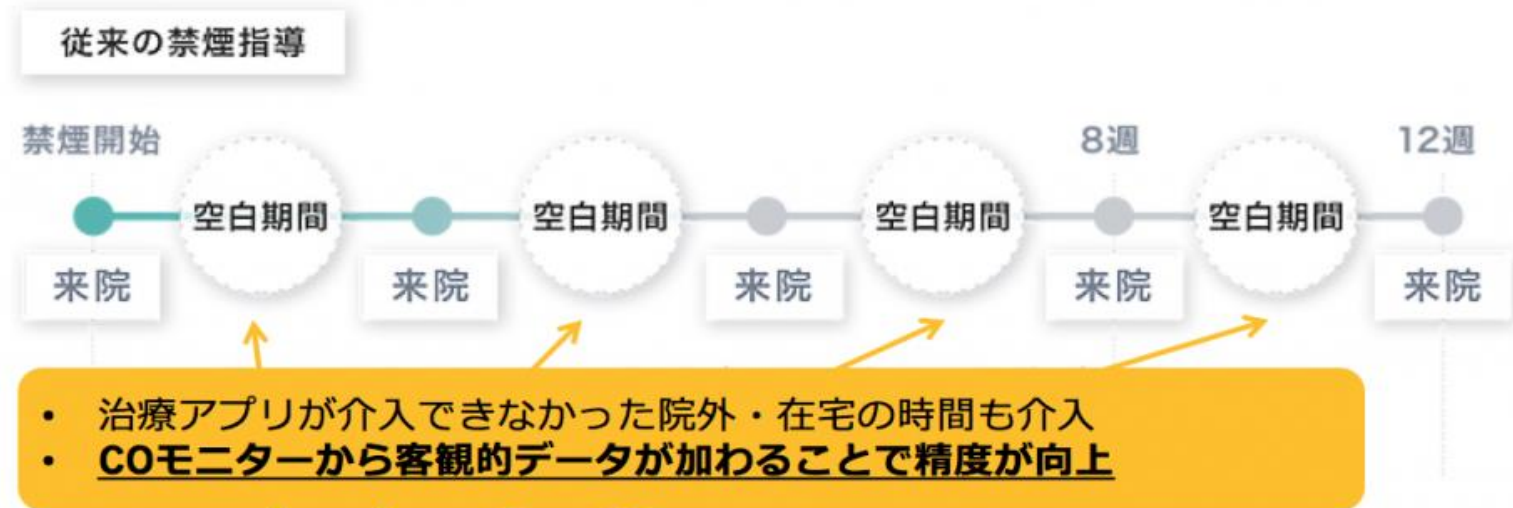 従来の禁煙指導
禁煙開始
8週
12週
空白期間
空白期間
空白期間
空白期間
来院
来院
来院
来院
来院
• 治療アプリが介入できなかった院外・在宅の時間も介入
• COモニターから客観的データが加わることで精度が向上